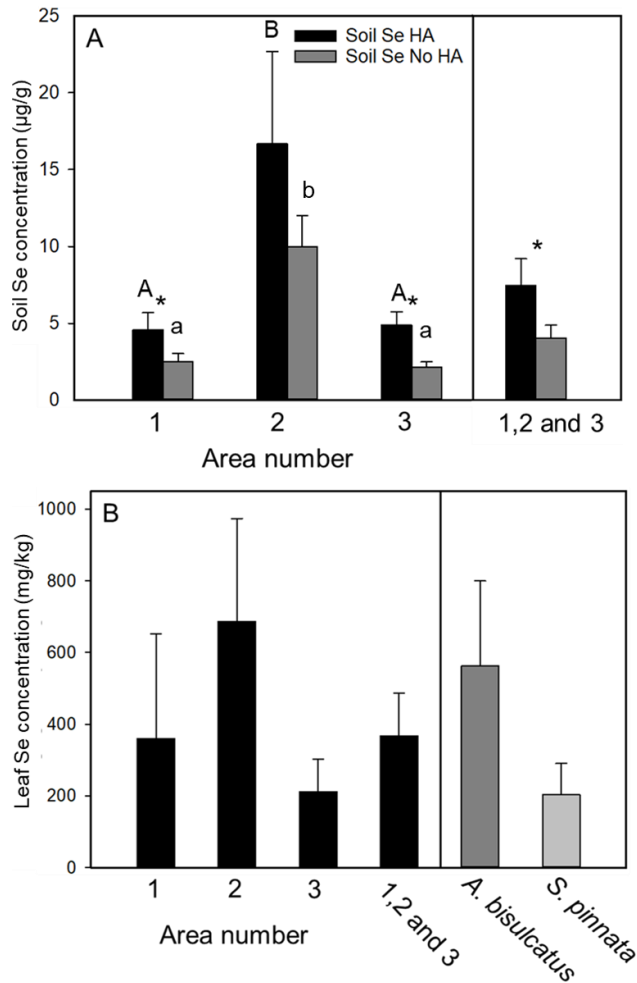 A
B
Soil Se HA
Soil Se No HA
25
20
15
10
5
0
Soil Se concentration (µg/g)
A
*
a
b
A
*
a
*
1
2
3
1,2 and 3
Area number
B
1000
800
600
400
200
0
Leaf Se concentration (mg/kg)
1
2
3
1,2 and 3
A. bisulcatus
S. pinnata
Area number